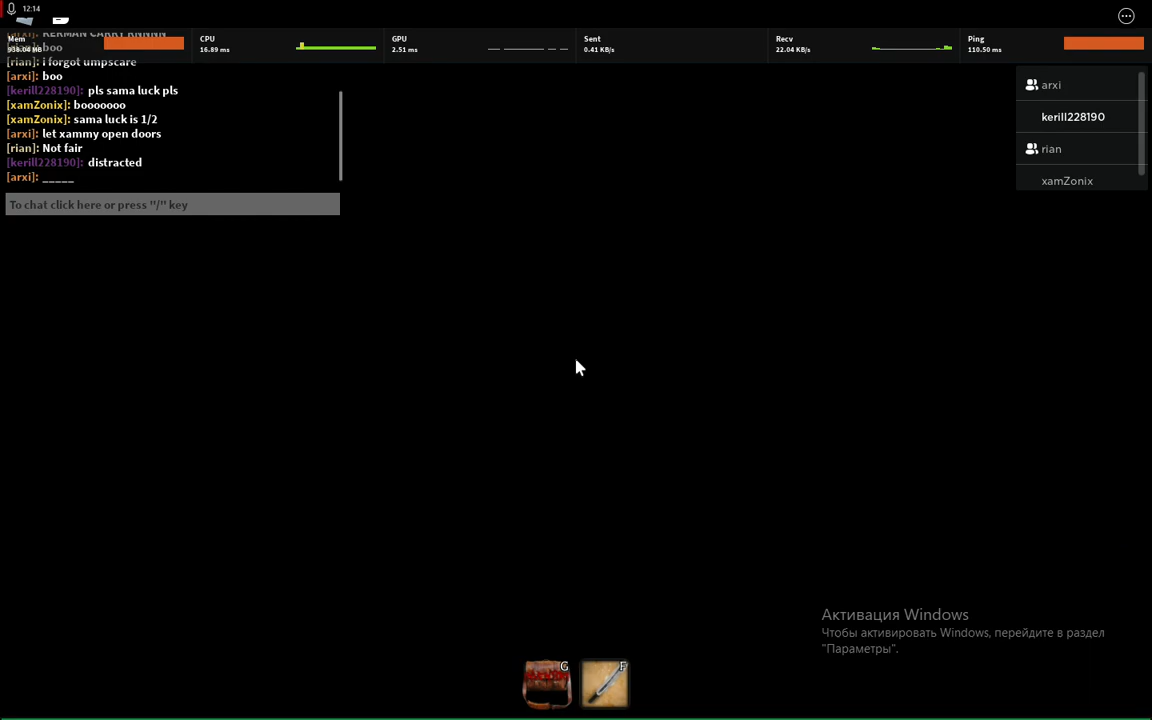 12:14
Mem
CPU
16.89 ms
GPU
2.51 ms
Sent
0.41 KB/s
Recv
22.04 KB/s
Ping
110.50 ms
boo
[rian]: i forgot umpscare
[arxi]: boo
[kerill228190]: pls sama luck pls
[xamZonix]: booooooo
[xamZonix]: sama luck is 1/2
[arxi]: let xammy open doors
[rian]: Not fair
[kerill228190]: distracted
[arxi]: _____
To chat click here or press "/" key
arxi
kerill228190
rian
xamZonix
Активация Windows
Чтобы активировать Windows, перейдите в раздел
"Параметры".
G
F